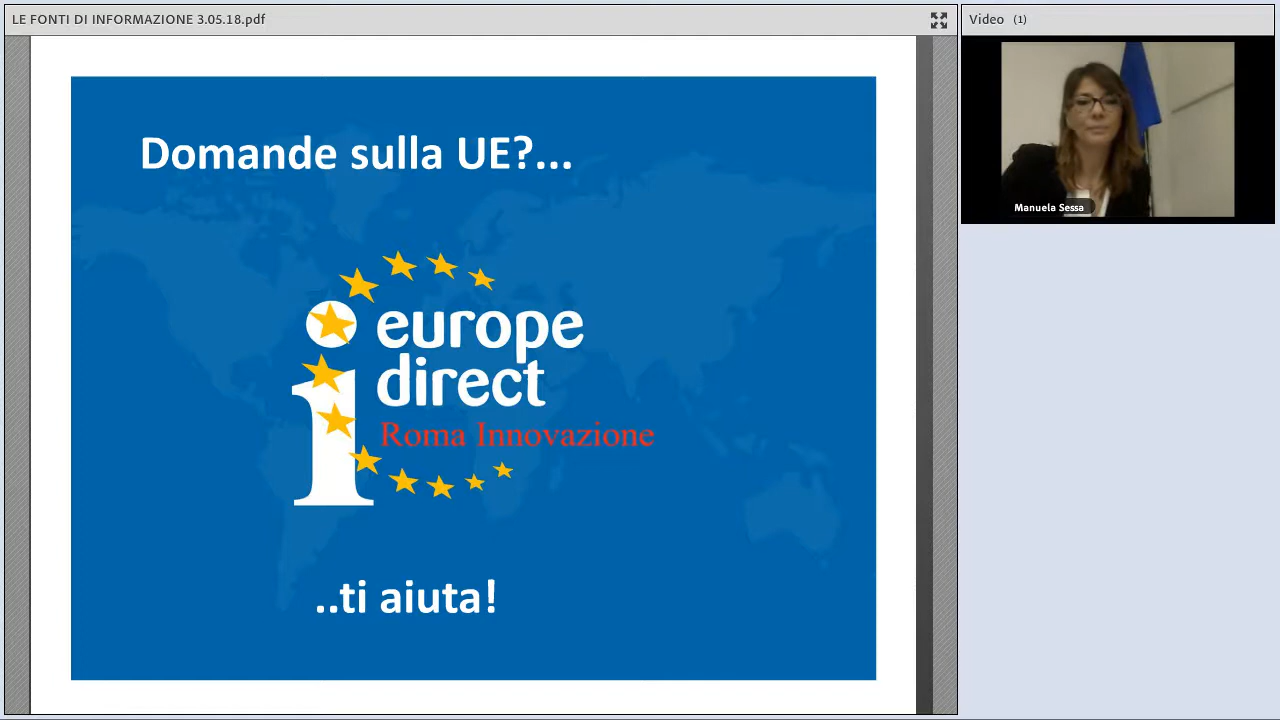 LE FONTI DI INFORMAZIONE 3.05.18.pdf
Video (1)
Manuela Sessa
Domande sulla UE?...
europe
direct
Roma Innovazione
..ti aiuta!